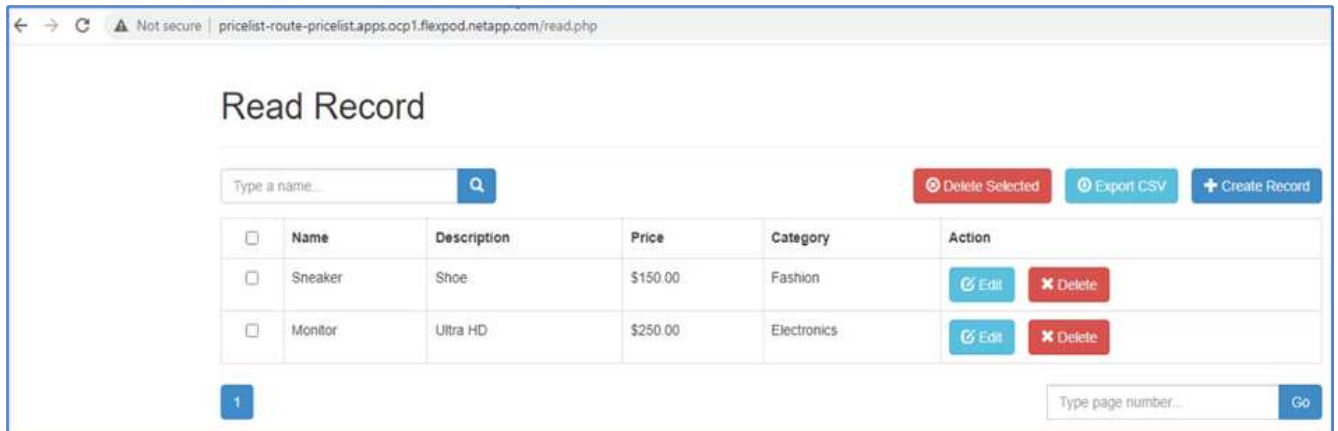 Not secure | pricelist-route-pricelist.apps.ocp1.flexpod.netapp.com/read.php
Read Record
Type a name... Delete Selected Export CSV Create Record
Name Description Price Category Action
Sneaker Shoe $150.00 Fashion Edit Delete
Monitor Ultra HD $250.00 Electronics Edit Delete
1 Type page number... Go